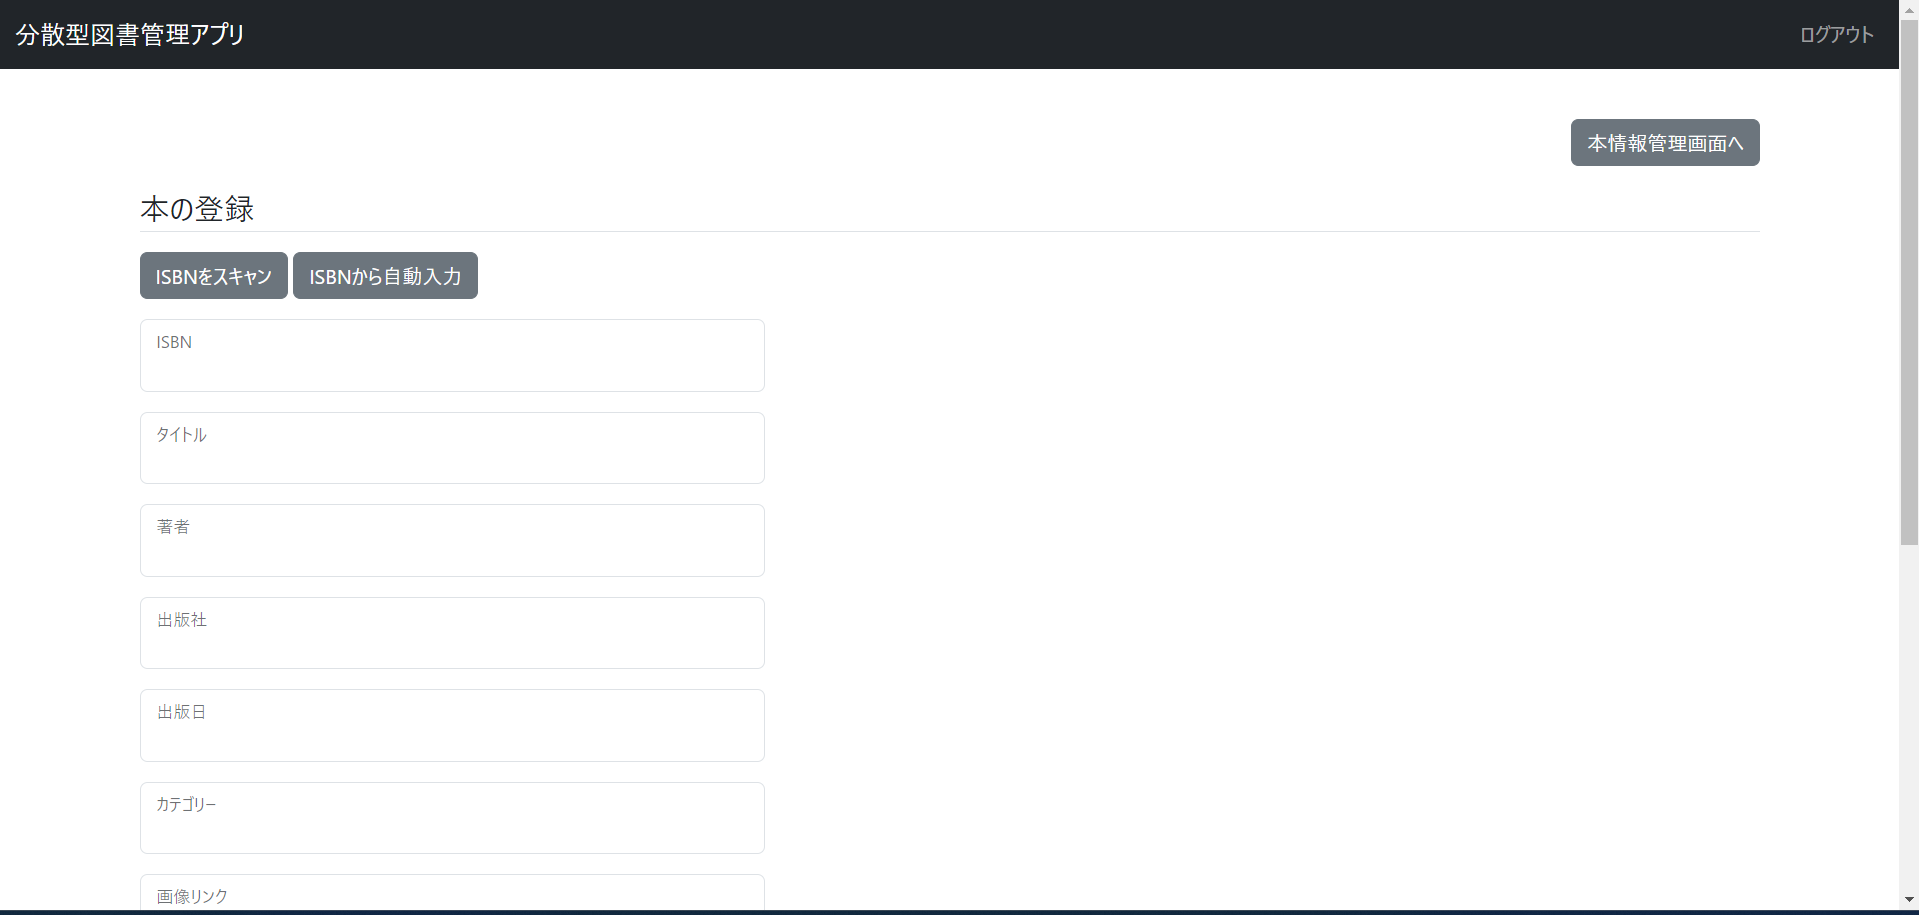 分散型図書管理アプリ
ログアウト
本情報管理画面へ
本の登録
ISBNをスキャン
ISBNから自動入力
ISBN
タイトル
著者
出版社
出版日
カテゴリー
画像リンク